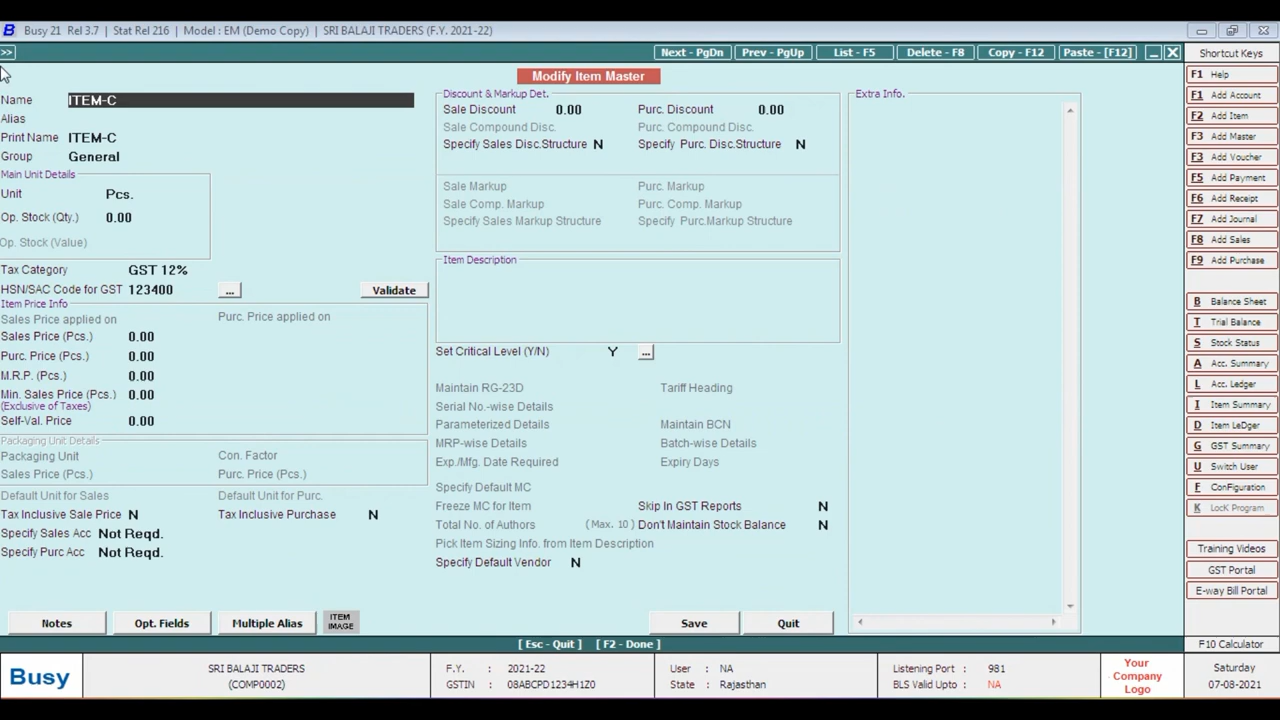 Busy 21 Rel 3.7 | Stat Rel 216 | Model : EM (Demo Copy) | SRI BALAJI TRADERS (F.Y. 2021-22)
>> Next - PgDn Prev - PgUp List - F5 Delete - F8 Copy - F12 Paste - [F12] Shortcut Keys
Modify Item Master
Name ITEM-C
Alias
Print Name ITEM-C
Group General
Main Unit Details
Unit Pcs.
Op. Stock (Qty.) 0.00
Op. Stock (Value)
Tax Category GST 12%
HSN/SAC Code for GST 123400 ... Validate
Item Price Info
Sales Price applied on Purc. Price applied on
Sales Price (Pcs.) 0.00
Purc. Price (Pcs.) 0.00
M.R.P. (Pcs.) 0.00
Min. Sales Price (Pcs.) 0.00
(Exclusive of Taxes)
Self-Val. Price 0.00
Packaging Unit Details
Packaging Unit Con. Factor
Sales Price (Pcs.) Purc. Price (Pcs.)
Default Unit for Sales Default Unit for Purc.
Tax Inclusive Sale Price N Tax Inclusive Purchase N
Specify Sales Acc Not Reqd.
Specify Purc Acc Not Reqd.
Notes Opt. Fields Multiple Alias ITEM IMAGE
Discount & Markup Det.
Sale Discount 0.00 Purc. Discount 0.00
Sale Compound Disc. Purc. Compound Disc.
Specify Sales Disc.Structure N Specify Purc. Disc.Structure N
Sale Markup Purc. Markup
Sale Comp. Markup Purc. Comp. Markup
Specify Sales Markup Structure Specify Purc.Markup Structure
Item Description
Set Critical Level (Y/N) Y ...
Maintain RG-23D Tariff Heading
Serial No.-wise Details
Parameterized Details Maintain BCN
MRP-wise Details Batch-wise Details
Exp./Mfg. Date Required Expiry Days
Specify Default MC
Freeze MC for Item Skip In GST Reports N
Total No. of Authors (Max. 10) Don't Maintain Stock Balance N
Pick Item Sizing Info. from Item Description
Specify Default Vendor N
Save Quit
Extra Info.
F1 Help
F1 Add Account
F2 Add Item
F3 Add Master
F3 Add Voucher
F5 Add Payment
F6 Add Receipt
F7 Add Journal
F8 Add Sales
F9 Add Purchase
B Balance Sheet
T Trial Balance
S Stock Status
A Acc. Summary
L Acc. Ledger
I Item Summary
D Item LeDger
G GST Summary
U Switch User
F ConFiguration
K LocK Program
Training Videos
GST Portal
E-way Bill Portal
[ Esc - Quit ] [ F2 - Done ] F10 Calculator
Busy
SRI BALAJI TRADERS
(COMP0002)
F.Y. : 2021-22
GSTIN : 08ABCPD1234H1Z0
User : NA
State : Rajasthan
Listening Port : 981
BLS Valid Upto : NA
Your
Company
Logo
Saturday
07-08-2021